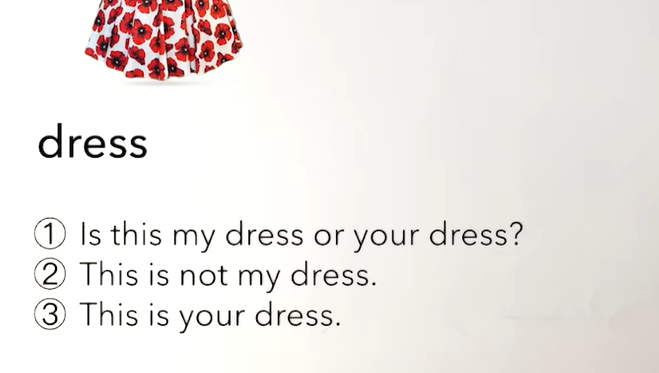 dress
① Is this my dress or your dress?
② This is not my dress.
③ This is your dress.